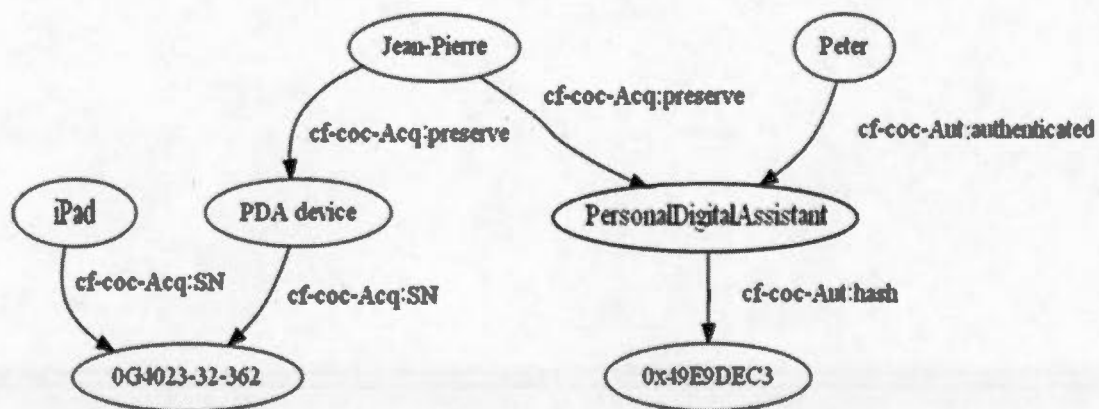 Jean-Pierre
Peter
cf-coc-Acq:preserve
cf-coc-Acq:preserve
cf-coc-Aut:authenticated
iPad
PDA device
PersonalDigitalAssistant
cf-coc-Acq:SN
cf-coc-Acq:SN
cf-coc-Aut:hash
0G4023-32-362
0x49E9DEC3